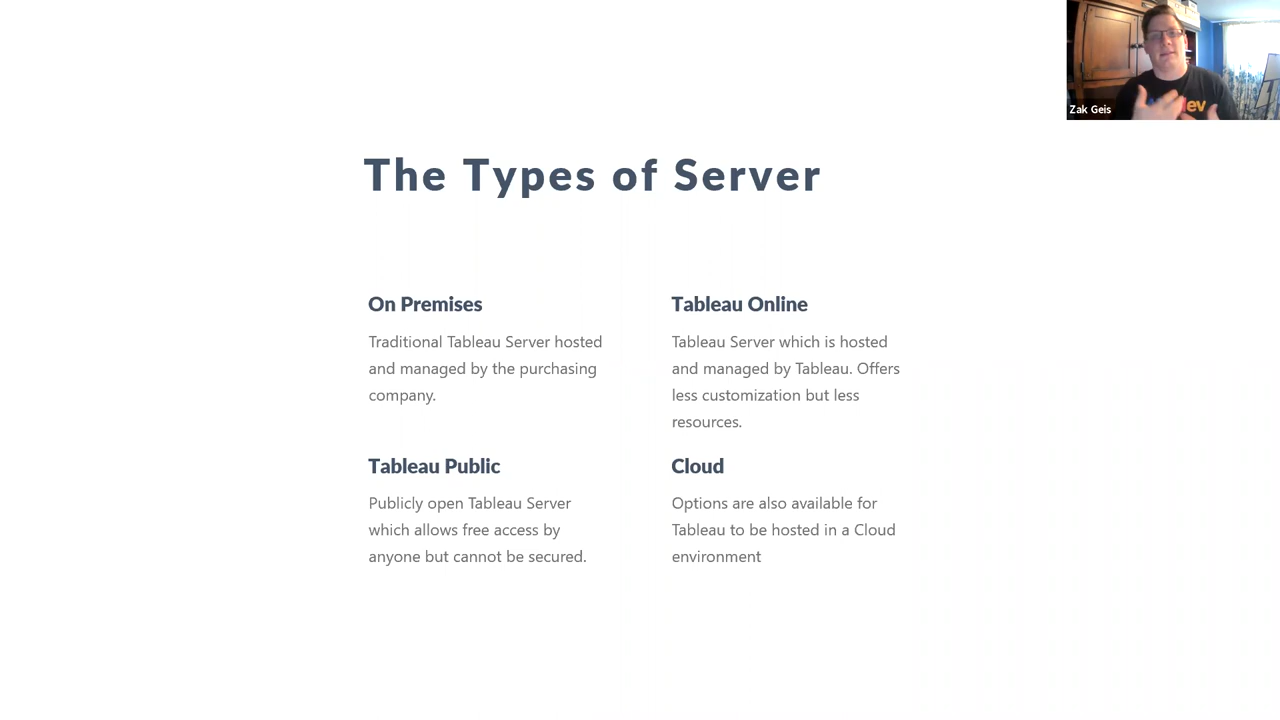 Zak Geis
The Types of Server
On Premises
Traditional Tableau Server hosted
and managed by the purchasing
company.
Tableau Online
Tableau Server which is hosted
and managed by Tableau. Offers
less customization but less
resources.
Tableau Public
Publicly open Tableau Server
which allows free access by
anyone but cannot be secured.
Cloud
Options are also available for
Tableau to be hosted in a Cloud
environment